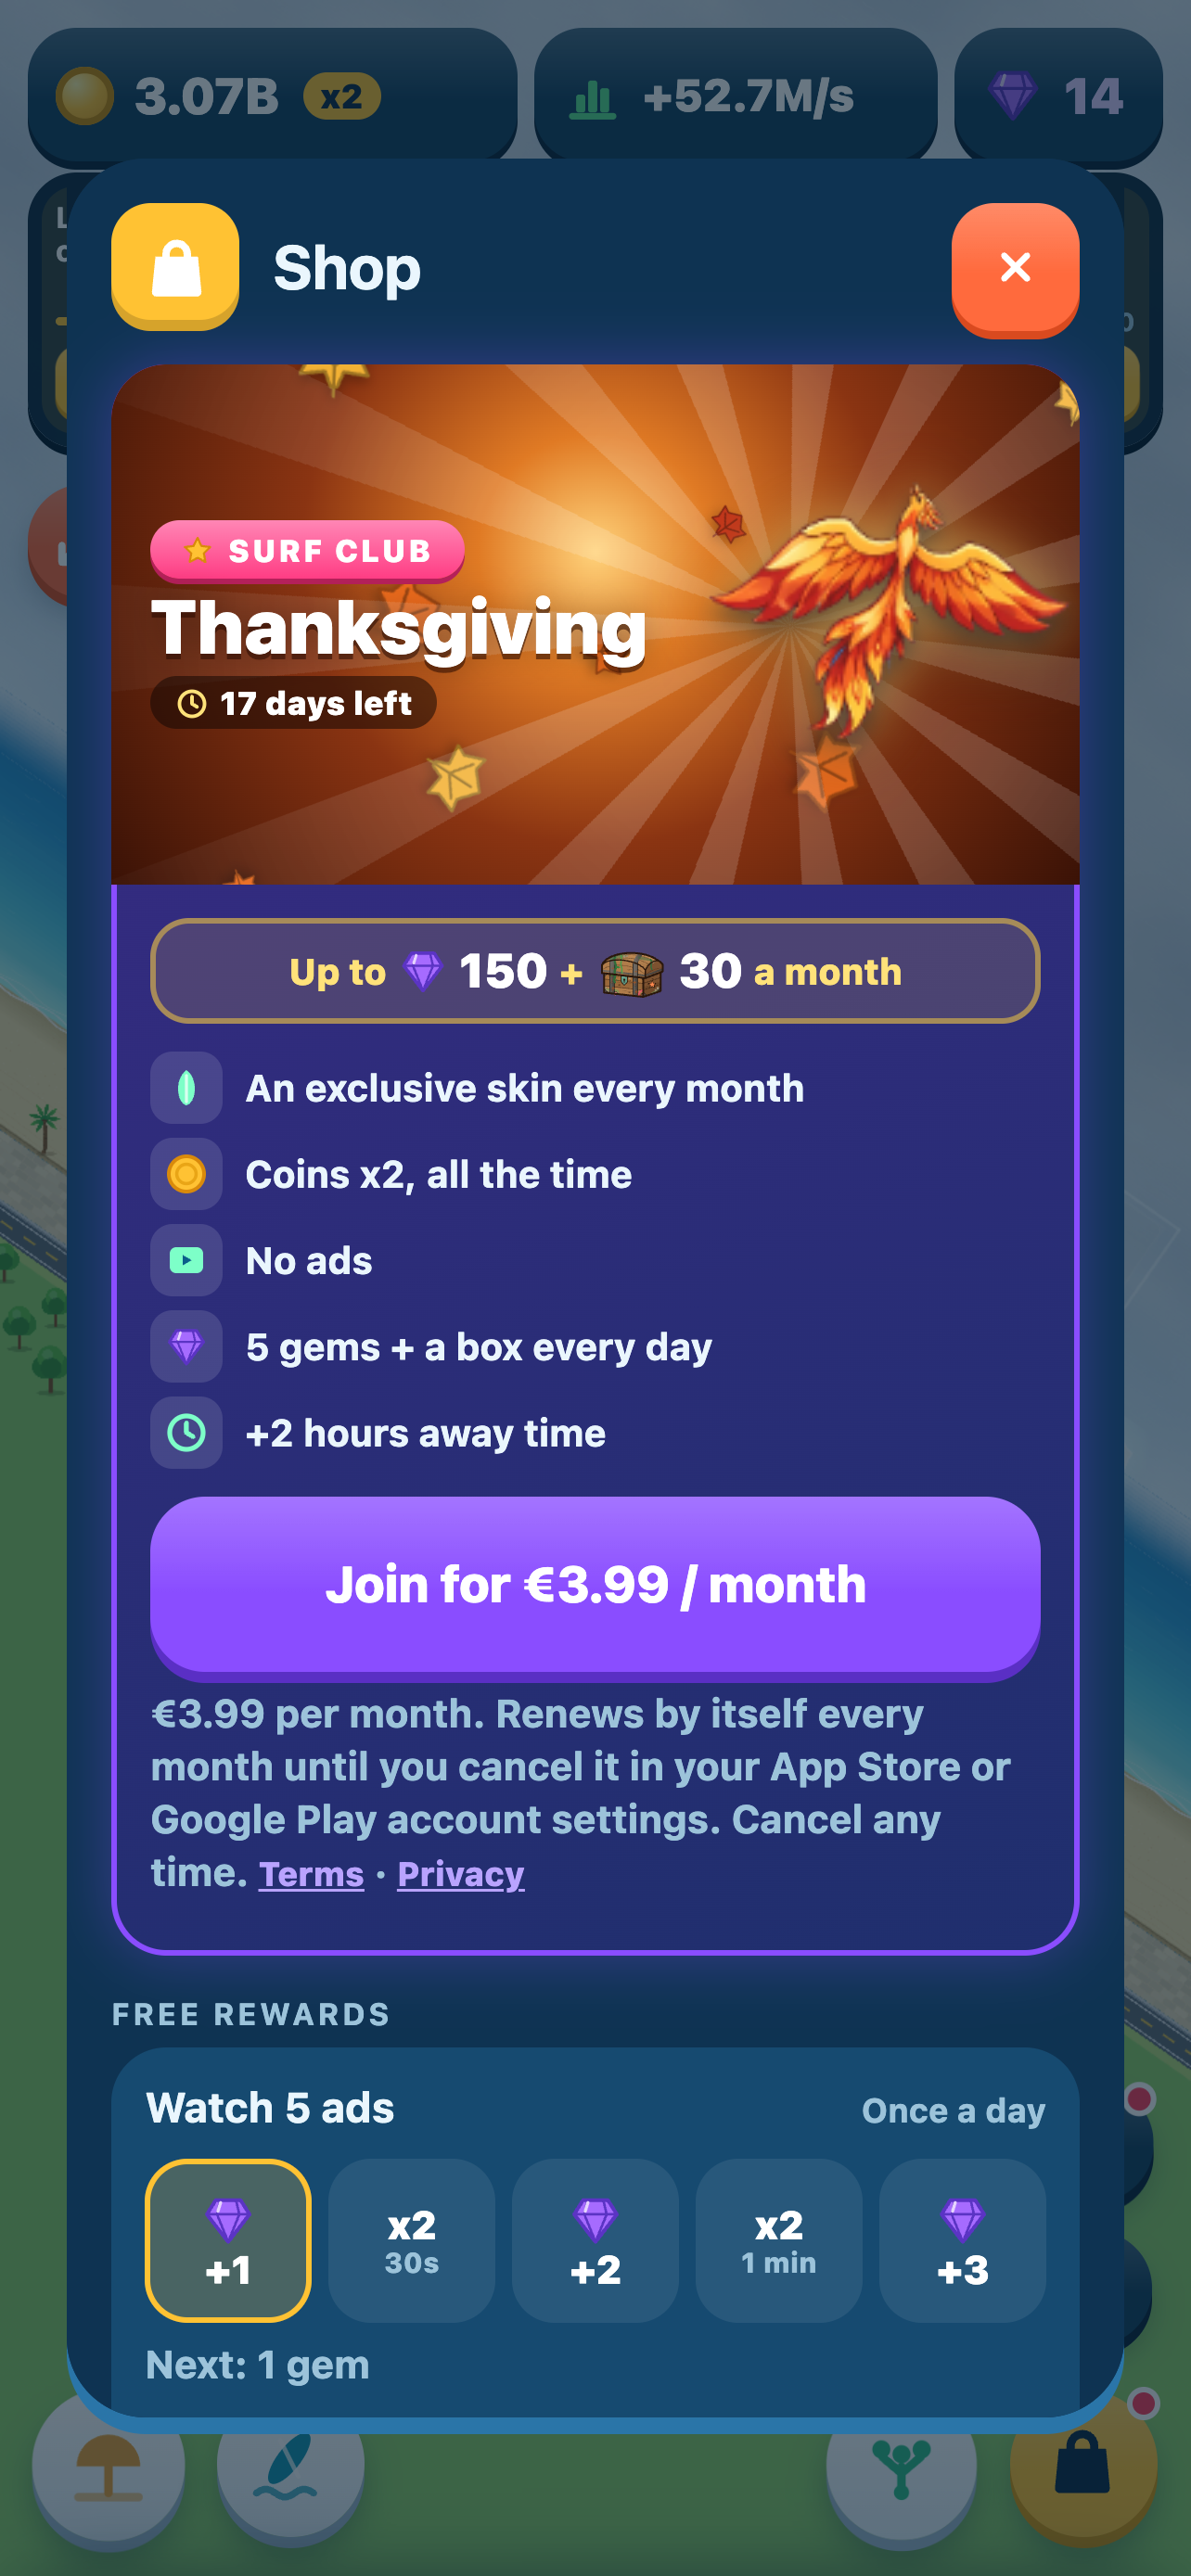 3.07B x2 +52.7M/s 14
Shop
SURF CLUB
Thanksgiving
17 days left
Up to 150 + 30 a month
An exclusive skin every month
Coins x2, all the time
No ads
5 gems + a box every day
+2 hours away time
Join for €3.99 / month
€3.99 per month. Renews by itself every
month until you cancel it in your App Store or
Google Play account settings. Cancel any
time. Terms · Privacy
FREE REWARDS
Watch 5 ads Once a day
+1 x2 30s +2 x2 1 min +3
Next: 1 gem